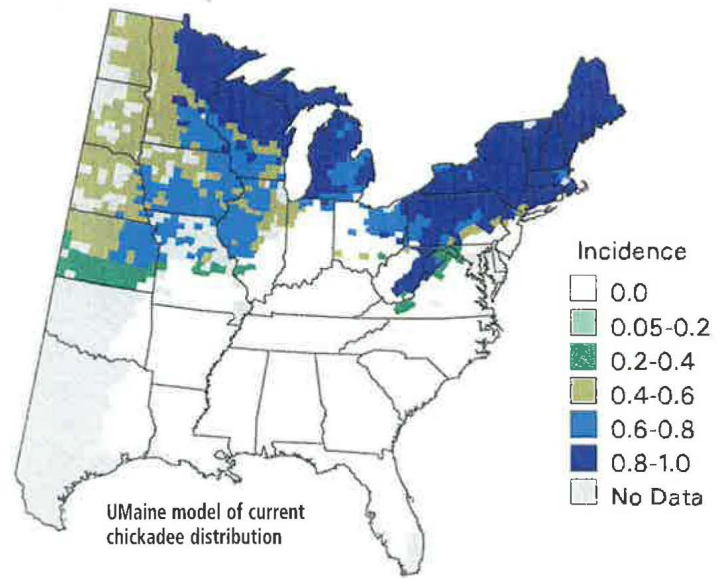 Incidence
0.0
0.05-0.2
0.2-0.4
0.4-0.6
0.6-0.8
0.8-1.0
No Data
UMaine model of current
chickadee distribution